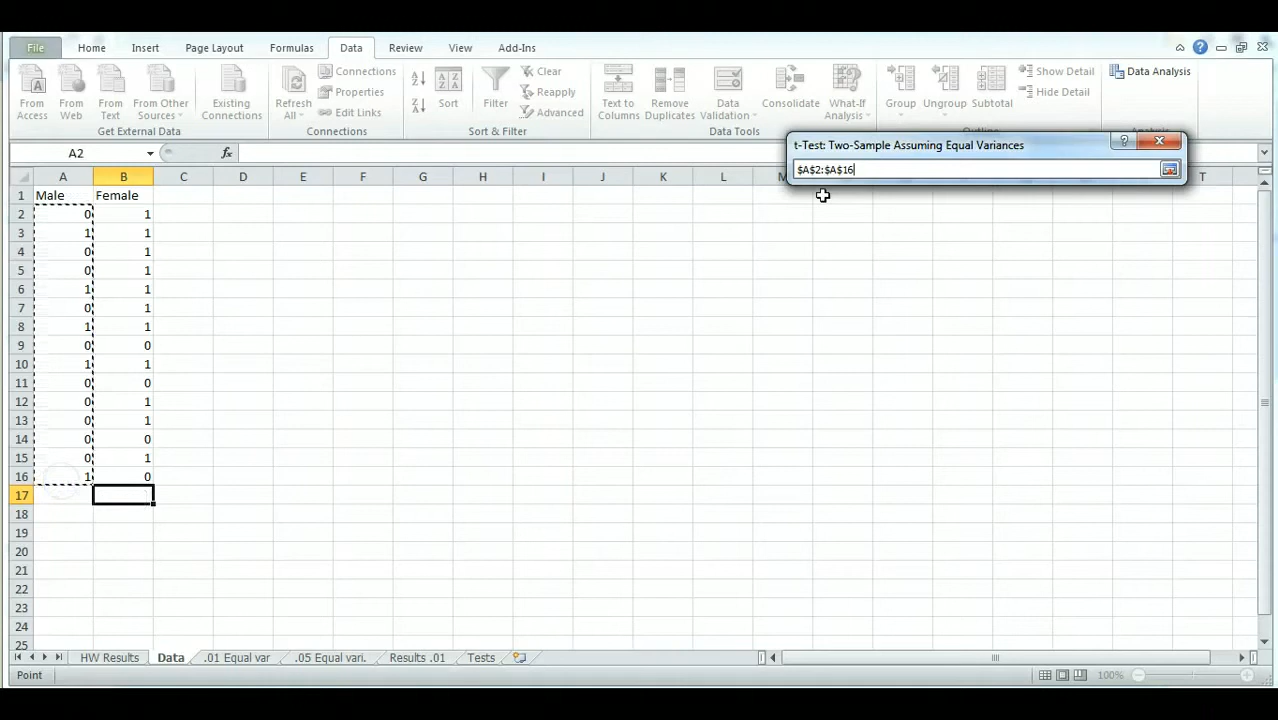 File Home Insert Page Layout Formulas Data Review View Add-Ins
From Access From Web From Text From Other Sources Existing Connections Refresh All Connections Properties Edit Links Sort Filter Clear Reapply Advanced Text to Columns Remove Duplicates Data Validation Consolidate What-If Analysis Group Ungroup Subtotal Show Detail Hide Detail Data Analysis
Get External Data Connections Sort & Filter Data Tools
t-Test: Two-Sample Assuming Equal Variances
$A$2:$A$16
A2 fx
A B C D E F G H I J K L M T
1 Male Female
2 0 1
3 1 1
4 0 1
5 0 1
6 1 1
7 0 1
8 1 1
9 0 0
10 1 1
11 0 0
12 0 1
13 0 1
14 0 0
15 0 1
16 1 0
17
18
19
20
21
22
23
24
25
HW Results Data .01 Equal var .05 Equal vari. Results .01 Tests
Point 100%